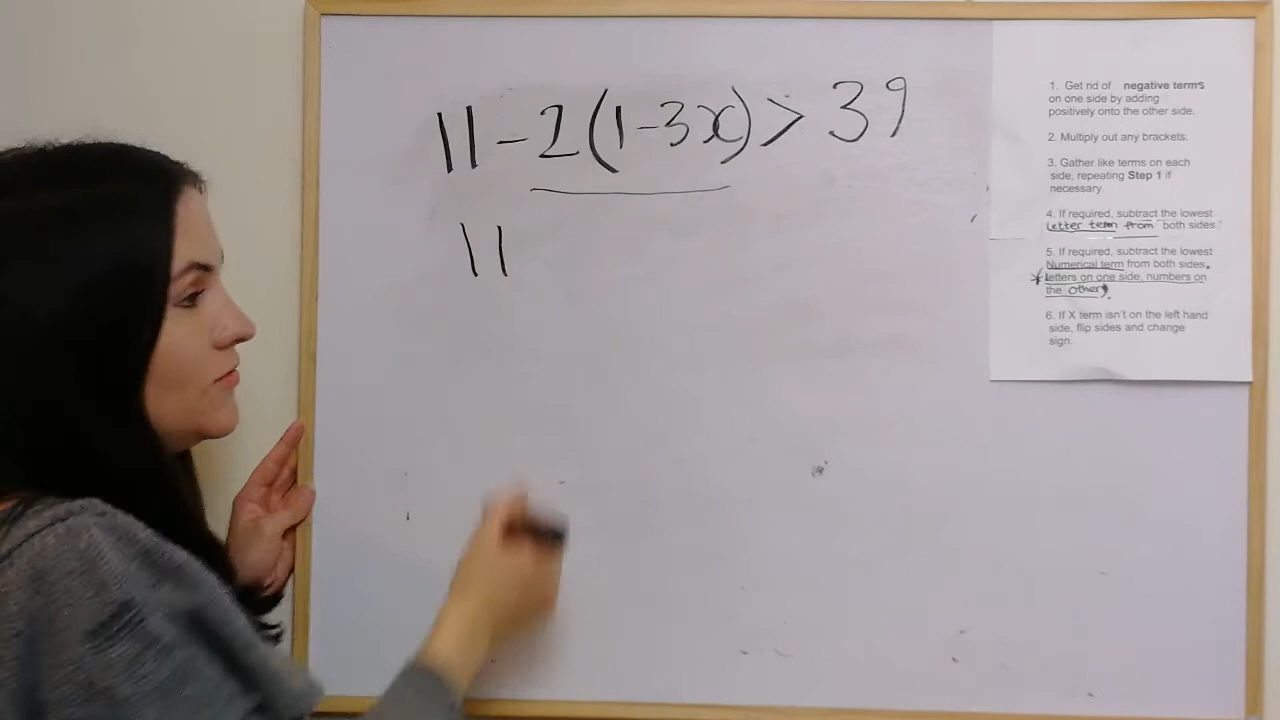 11 - 2(1 - 3x) > 39
11
1. Get rid of negative terms
on one side by adding
positively onto the other side.
2. Multiply out any brackets.
3. Gather like terms on each
side, repeating Step 1 if
necessary.
4. If required, subtract the lowest
Letter term from both sides.
5. If required, subtract the lowest
Numerical term from both sides,
*letters on one side, numbers on
the other).
6. If X term isn't on the left hand
side, flip sides and change
sign.